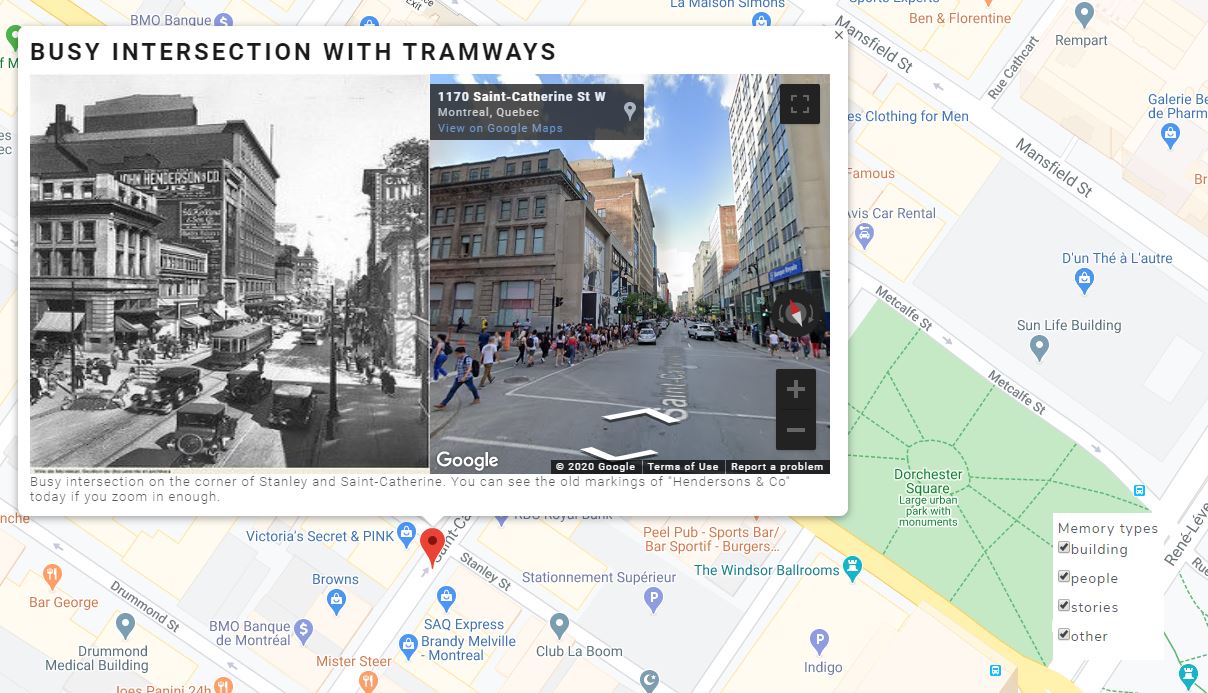 BUSY INTERSECTION WITH TRAMWAYS
×
JOHN HENDERSON & CO
FURS
C.W.
LIN
1170 Saint-Catherine St W
Montreal, Quebec
View on Google Maps
Banque Royale
Google
© 2020 Google
Terms of Use
Report a problem
Busy intersection on the corner of Stanley and Saint-Catherine. You can see the old markings of "Hendersons & Co"
today if you zoom in enough.
BMO Banque
Exit
La Maison Simons
Sports Experts
Ben & Florentine
Rempart
Mansfield St
Rue Cathcart
Galerie Be
de Pharm
es Clothing for Men
Mansfield St
Famous
Br
Avis Car Rental
D'un Thé à L'autre
Metcalfe St
Sun Life Building
Metcalfe St
Dorchester
Square
Large urban
park with
monuments
René-Léve
Memory types
building
people
stories
other
nche
Victoria's Secret & PINK
Saint-Ca
RBC Royal Bank
Peel Pub - Sports Bar/
Bar Sportif - Burgers...
The Windsor Ballrooms
Stanley St
Stationnement Supérieur
Browns
Bar George
Drummond St
SAQ Express
BMO Banque
de Montréal
Brandy Melville
- Montreal
Club La Boom
Drummond
Medical Building
Mister Steer
Indigo
Joes Panini 24h